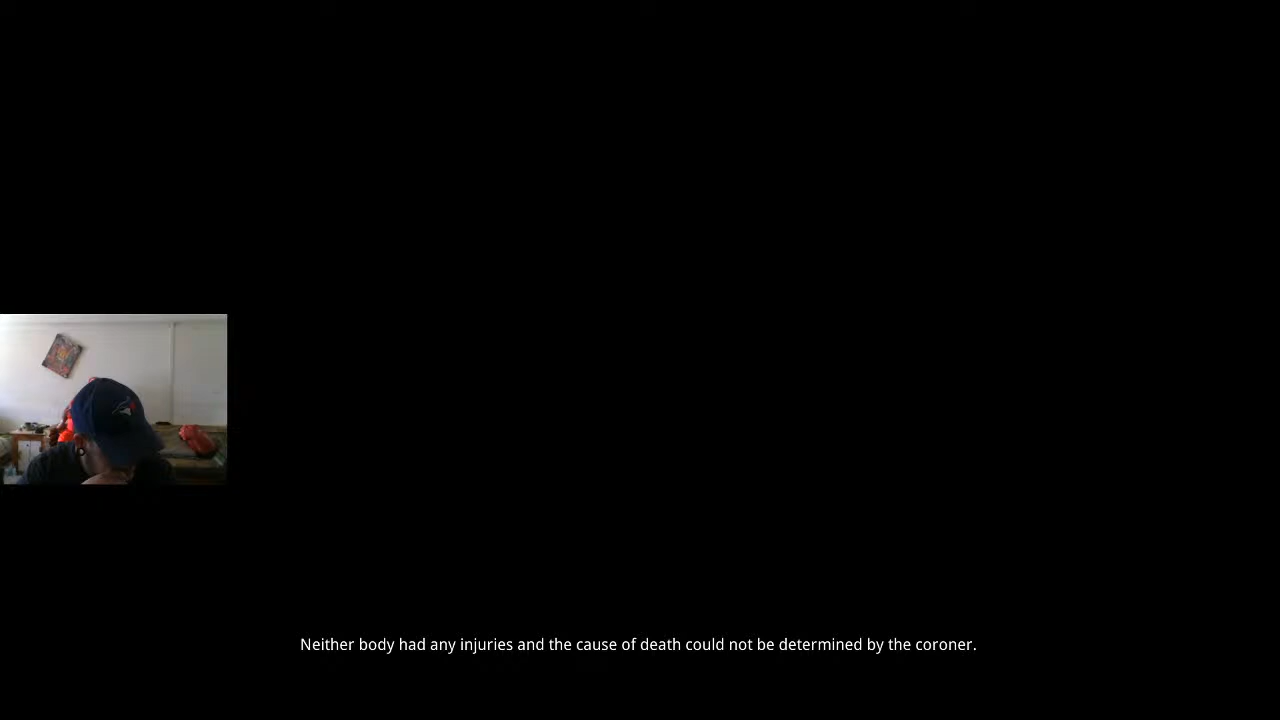 Neither body had any injuries and the cause of death could not be determined by the coroner.